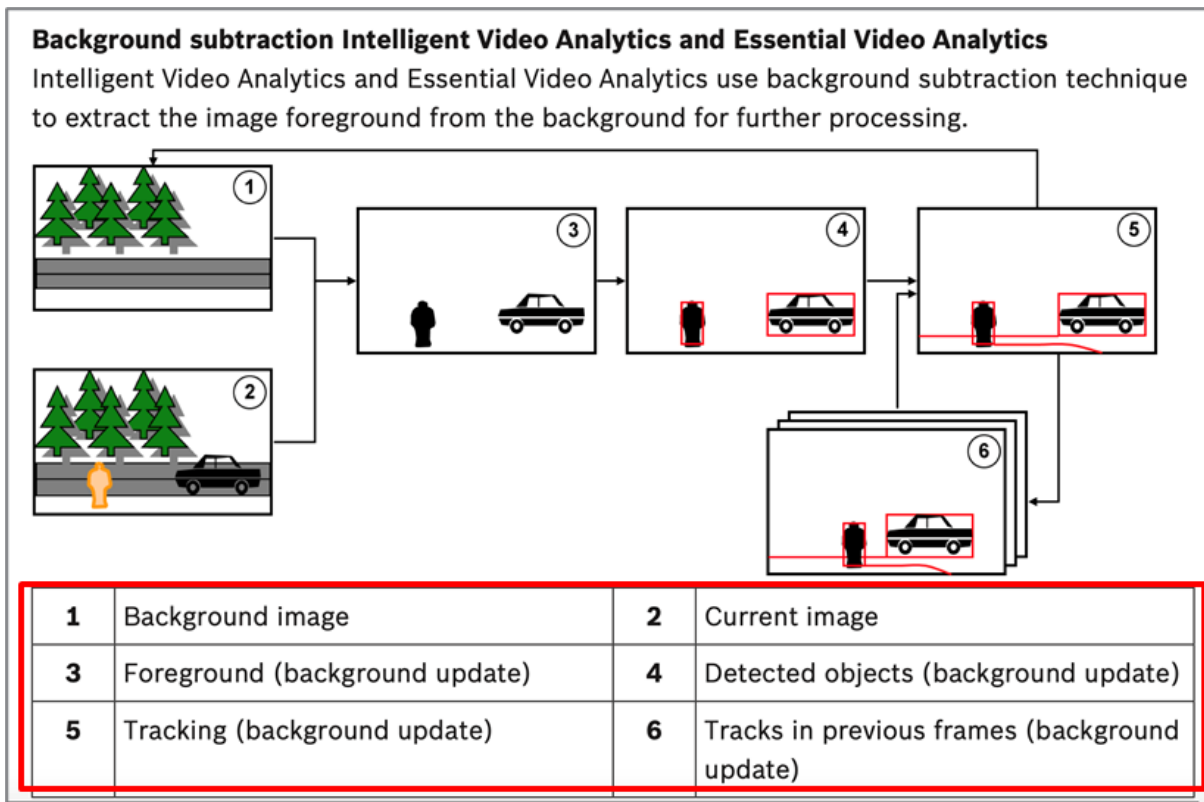 Background subtraction Intelligent Video Analytics and Essential Video Analytics
Intelligent Video Analytics and Essential Video Analytics use background subtraction technique
to extract the image foreground from the background for further processing.
1
2
3
4
5
6
1 Background image 2 Current image
3 Foreground (background update) 4 Detected objects (background update)
5 Tracking (background update) 6 Tracks in previous frames (background
update)